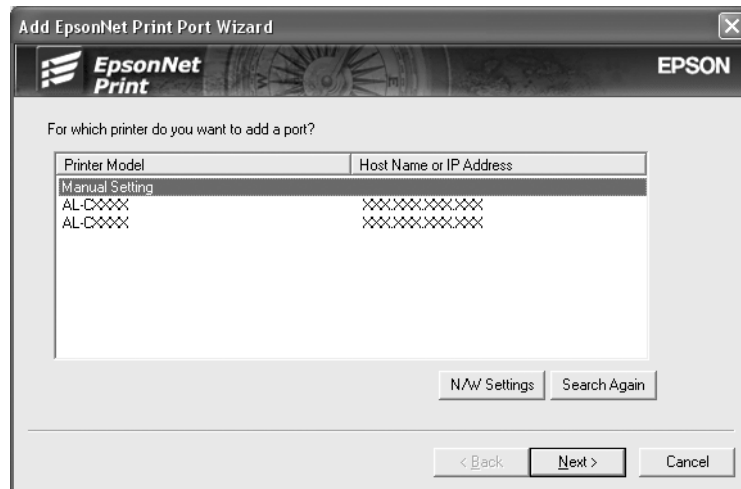 Add EpsonNet Print Port Wizard
EpsonNet
Print
EPSON
For which printer do you want to add a port?
Printer Model Host Name or IP Address
Manual Setting
AL-CXXXX XXX.XXX.XXX.XXX
AL-CXXXX XXX.XXX.XXX.XXX
N/W Settings Search Again
< Back Next > Cancel